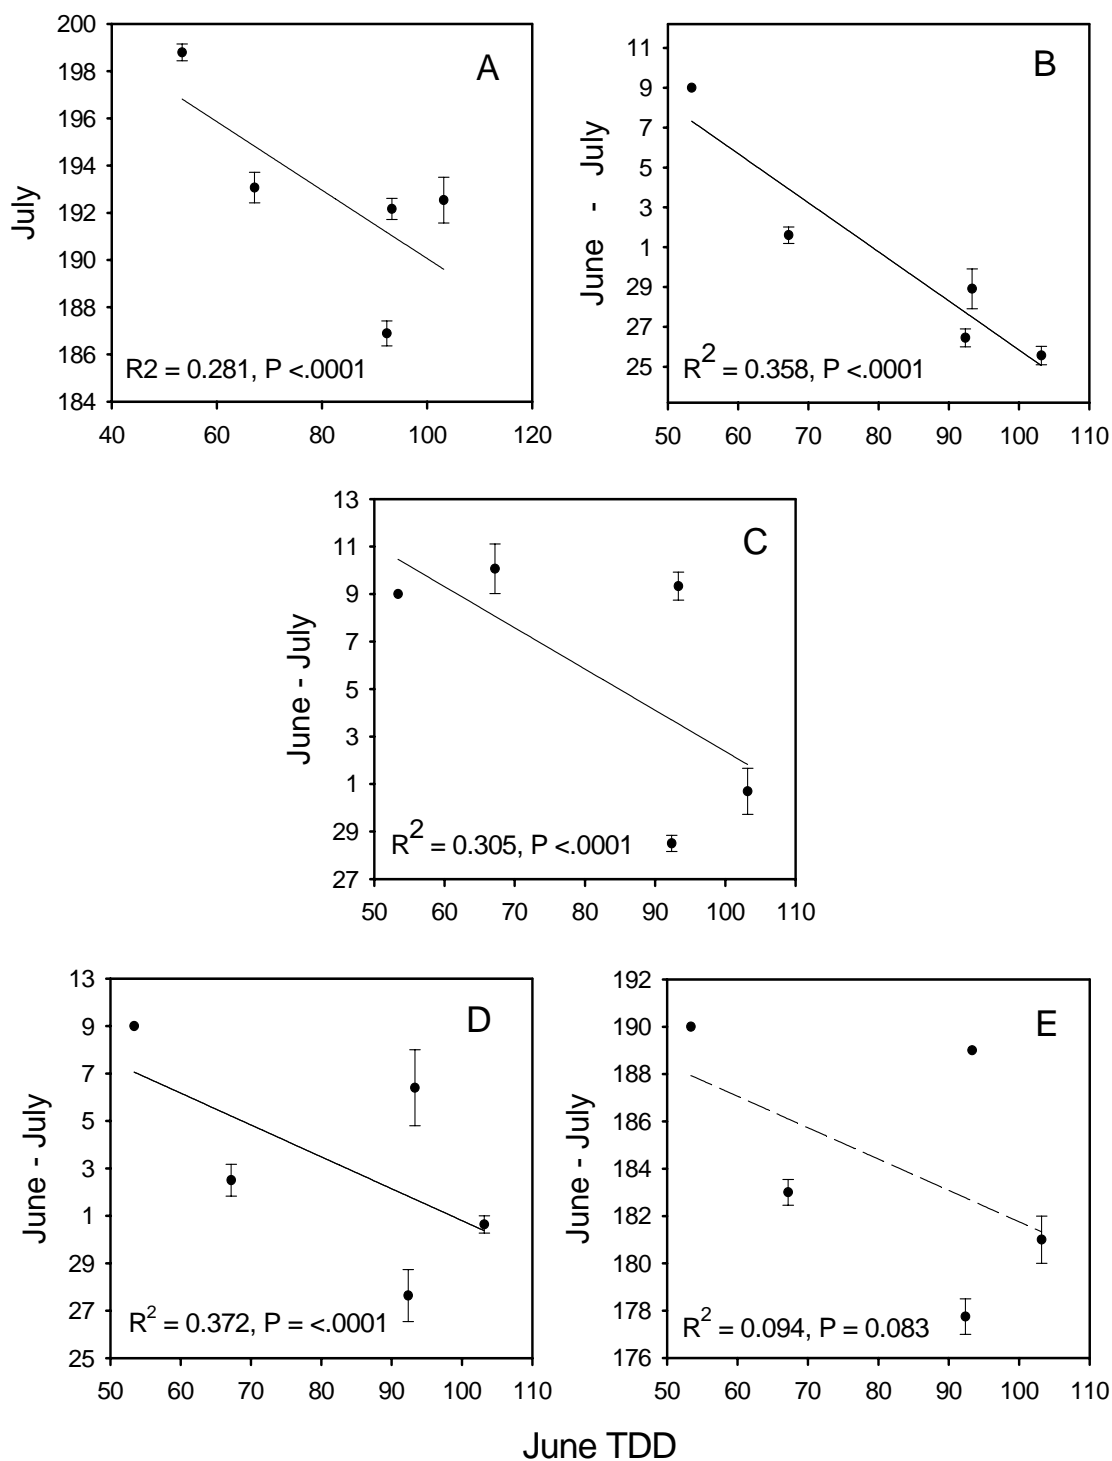 A
July
200
198
196
194
192
190
188
186
184
R2 = 0.281, P <.0001
40 60 80 100 120
B
June - July
11
9
7
5
3
1
29
27
25
R2 = 0.358, P <.0001
50 60 70 80 90 100 110
C
June - July
13
11
9
7
5
3
1
29
27
R2 = 0.305, P <.0001
50 60 70 80 90 100 110
D
June - July
13
9
7
5
3
1
29
27
25
R2 = 0.372, P = <.0001
50 60 70 80 90 100 110
E
June - July
192
190
188
186
184
182
180
178
176
R2 = 0.094, P = 0.083
50 60 70 80 90 100 110
June TDD